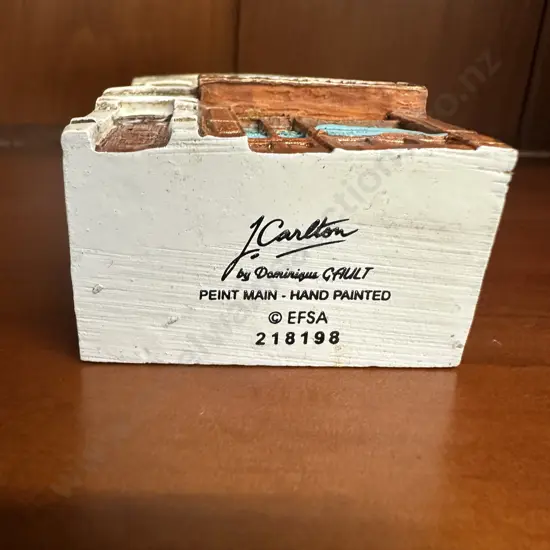 J. Carlton
by Dominique GAULT
PEINT MAIN - HAND PAINTED
© EFSA
218198